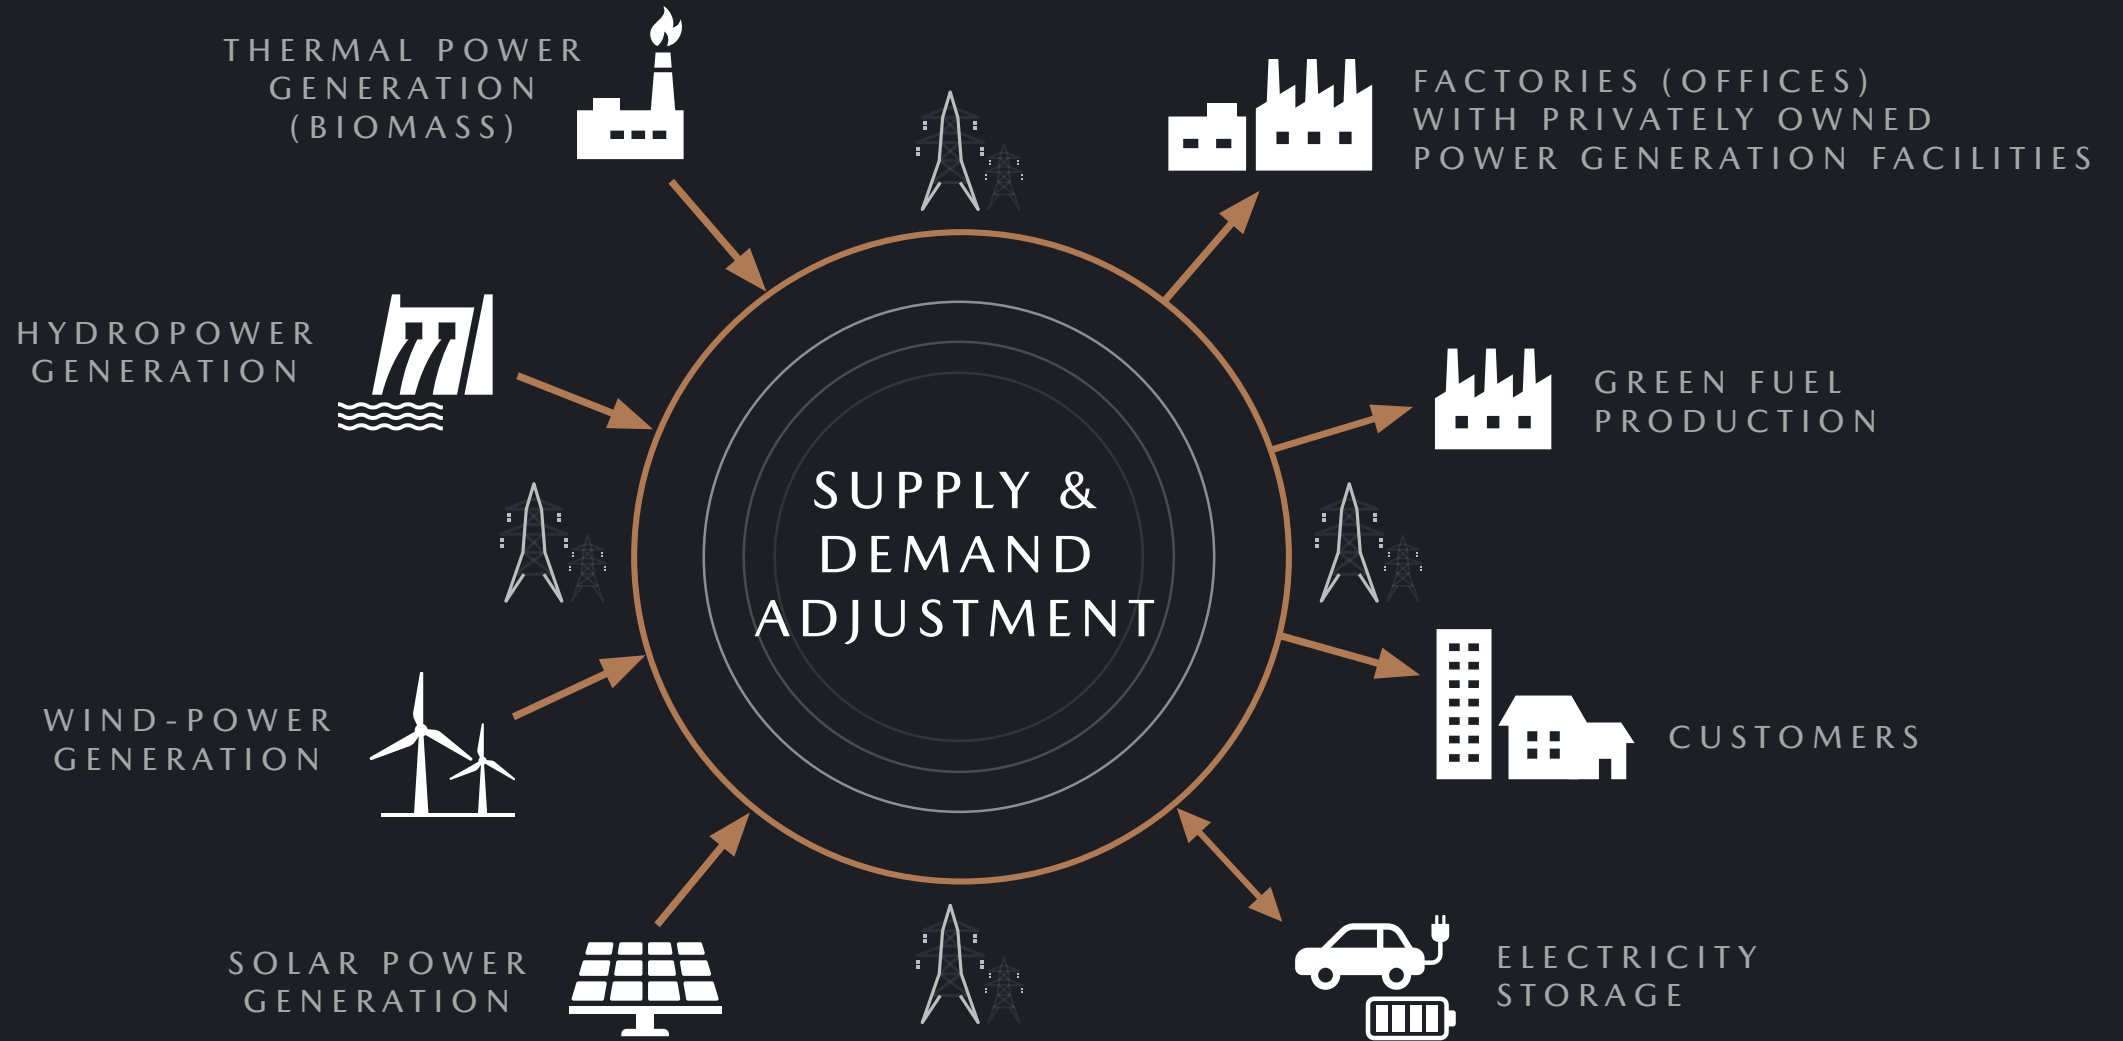 THERMAL POWER
GENERATION
(BIOMASS)
FACTORIES (OFFICES)
WITH PRIVATELY OWNED
POWER GENERATION FACILITIES
HYDROPOWER
GENERATION
GREEN FUEL
PRODUCTION
SUPPLY &
DEMAND
ADJUSTMENT
WIND-POWER
GENERATION
CUSTOMERS
SOLAR POWER
GENERATION
ELECTRICITY
STORAGE